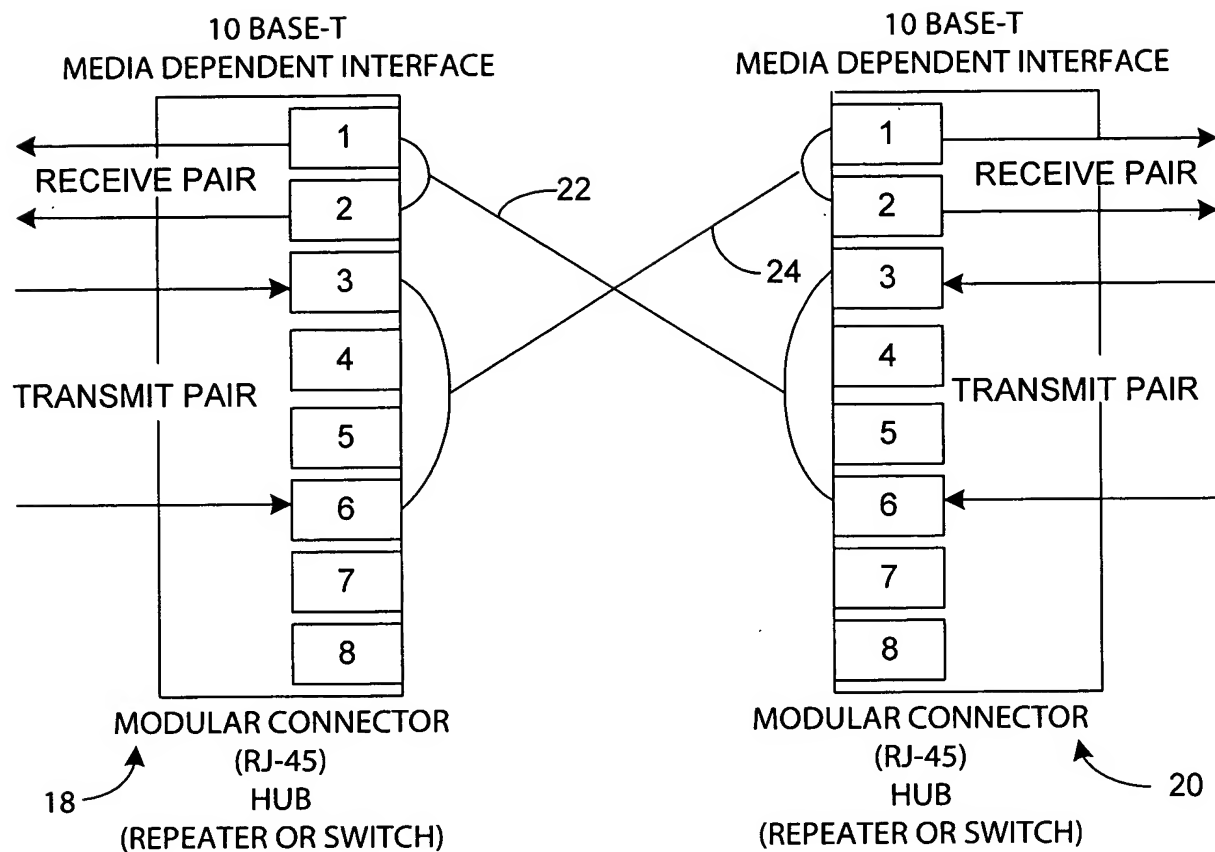 10 BASE-T
MEDIA DEPENDENT INTERFACE
1
RECEIVE PAIR
2
3
4
TRANSMIT PAIR
5
6
7
8
MODULAR CONNECTOR
(RJ-45)
HUB
(REPEATER OR SWITCH)
18
22
24
10 BASE-T
MEDIA DEPENDENT INTERFACE
1
RECEIVE PAIR
2
3
4
TRANSMIT PAIR
5
6
7
8
MODULAR CONNECTOR
(RJ-45)
HUB
(REPEATER OR SWITCH)
20